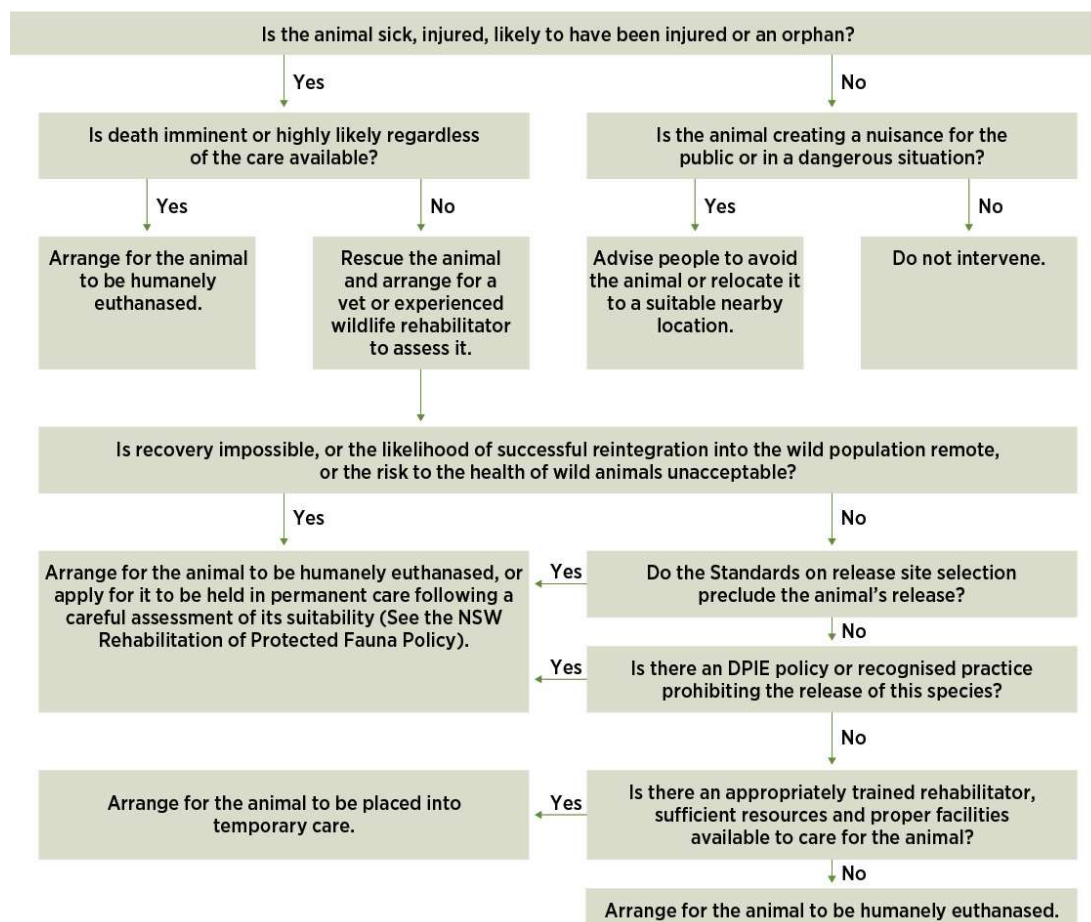 Is the animal sick, injured, likely to have been injured or an orphan?
Yes
No
Is death imminent or highly likely regardless
of the care available?
Is the animal creating a nuisance for the
public or in a dangerous situation?
Yes
No
Yes
No
Arrange for the animal
to be humanely
euthanased.
Rescue the animal
and arrange for a
vet or experienced
wildlife rehabilitator
to assess it.
Advise people to avoid
the animal or relocate it
to a suitable nearby
location.
Do not intervene.
Is recovery impossible, or the likelihood of successful reintegration into the wild population remote,
or the risk to the health of wild animals unacceptable?
Yes
No
Arrange for the animal to be humanely euthanased, or
apply for it to be held in permanent care following a
careful assessment of its suitability (See the NSW
Rehabilitation of Protected Fauna Policy).
Yes
Do the Standards on release site selection
preclude the animal's release?
No
Yes
Is there an DPIE policy or recognised practice
prohibiting the release of this species?
No
Arrange for the animal to be placed into
temporary care.
Yes
Is there an appropriately trained rehabilitator,
sufficient resources and proper facilities
available to care for the animal?
No
Arrange for the animal to be humanely euthanased.